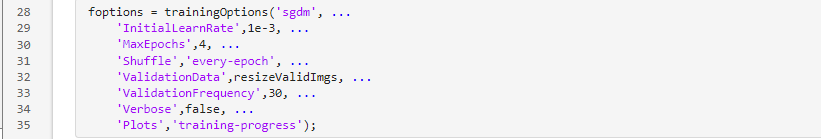 28 foptions = trainingOptions('sgdm', ...
29 'InitialLearnRate',1e-3, ...
30 'MaxEpochs',4, ...
31 'Shuffle','every-epoch', ...
32 'ValidationData',resizeValidImgs, ...
33 'ValidationFrequency',30, ...
34 'Verbose',false, ...
35 'Plots','training-progress');